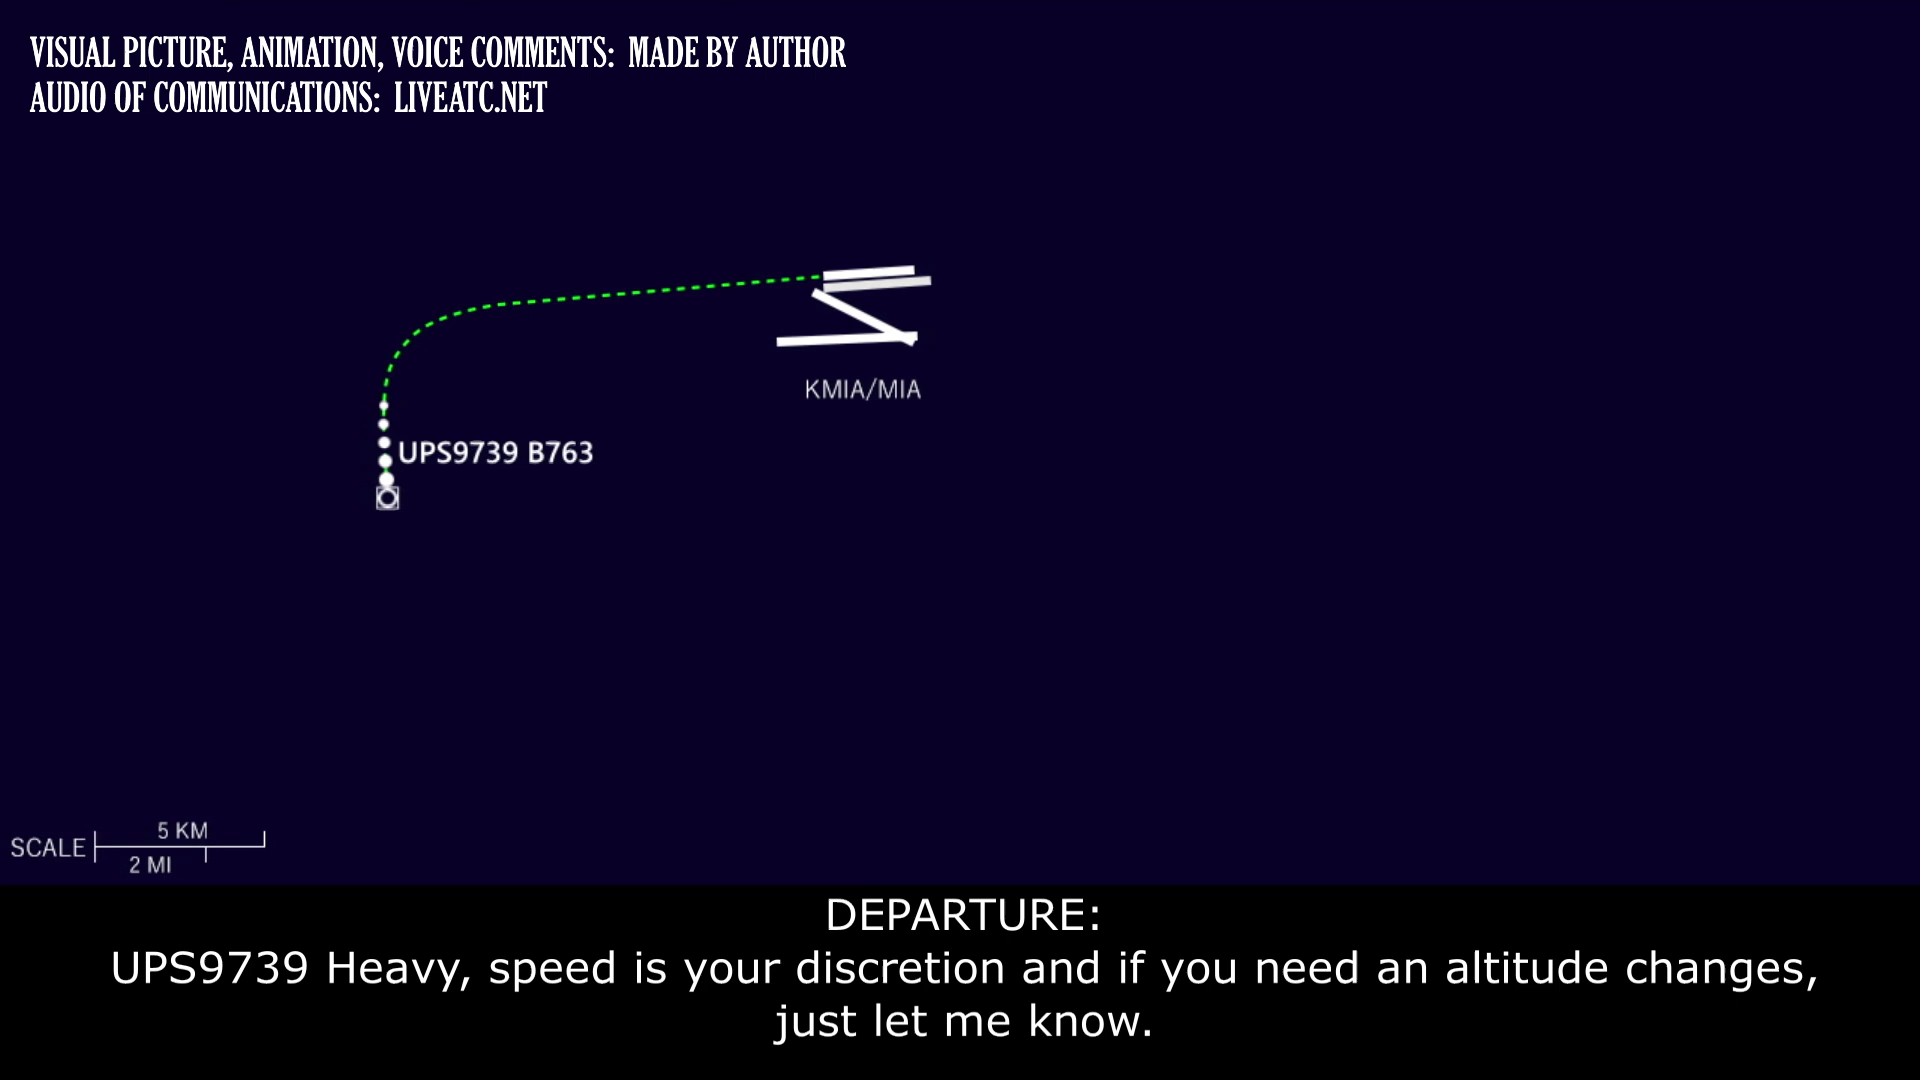 VISUAL PICTURE, ANIMATION, VOICE COMMENTS: MADE BY AUTHOR
AUDIO OF COMMUNICATIONS: LIVEATC.NET
KMIA/MIA
UPS9739 B763
5 KM
SCALE
2 MI
DEPARTURE:
UPS9739 Heavy, speed is your discretion and if you need an altitude changes,
just let me know.